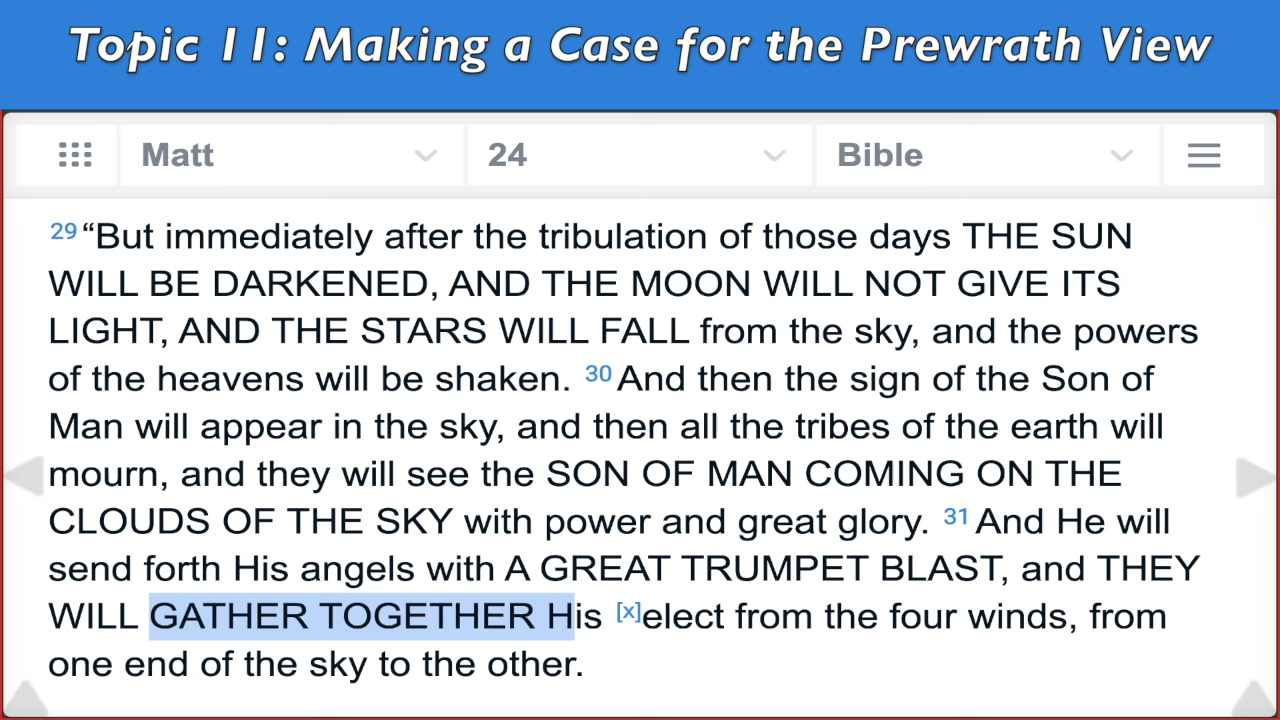 Topic 11: Making a Case for the Prewrath View
Matt 24 Bible
29 “But immediately after the tribulation of those days THE SUN
WILL BE DARKENED, AND THE MOON WILL NOT GIVE ITS
LIGHT, AND THE STARS WILL FALL from the sky, and the powers
of the heavens will be shaken. 30 And then the sign of the Son of
Man will appear in the sky, and then all the tribes of the earth will
mourn, and they will see the SON OF MAN COMING ON THE
CLOUDS OF THE SKY with power and great glory. 31 And He will
send forth His angels with A GREAT TRUMPET BLAST, and THEY
WILL GATHER TOGETHER His [x]elect from the four winds, from
one end of the sky to the other.